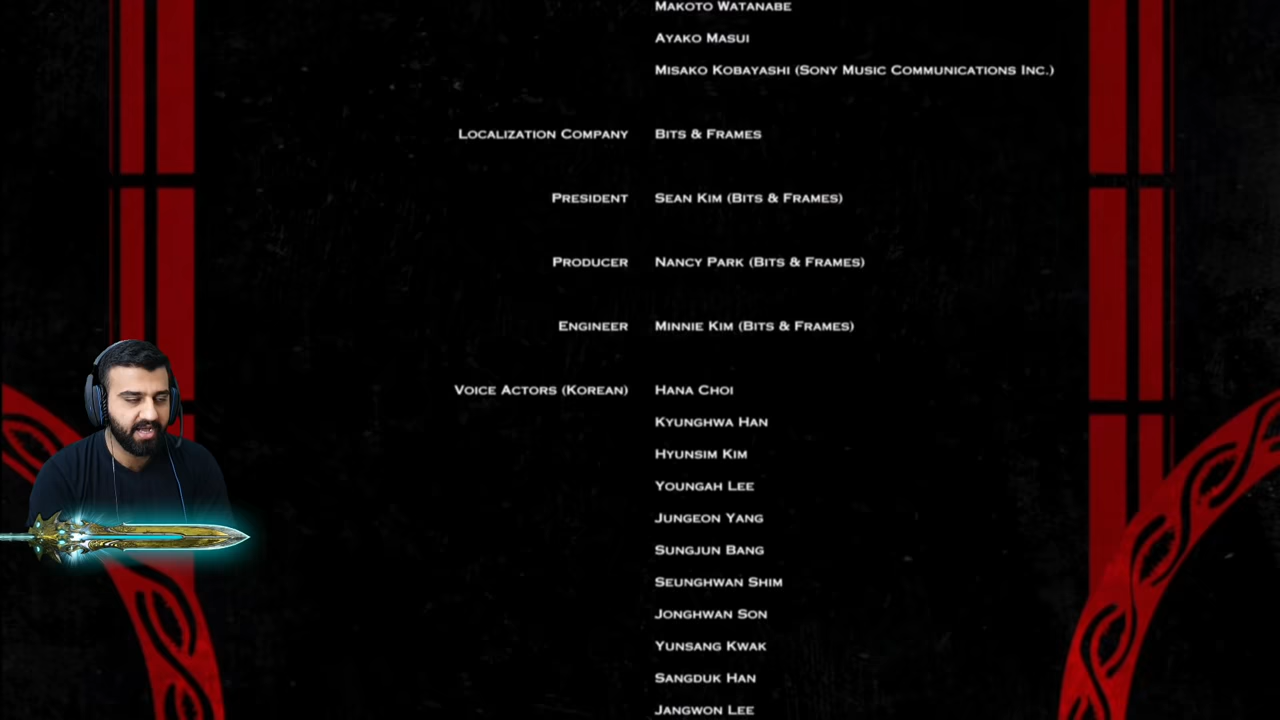 Makoto Watanabe
Ayako Masui
Misako Kobayashi (Sony Music Communications Inc.)
Localization Company Bits & Frames
President Sean Kim (Bits & Frames)
Producer Nancy Park (Bits & Frames)
Engineer Minnie Kim (Bits & Frames)
Voice Actors (Korean) Hana Choi
Kyunghwa Han
Hyunsim Kim
Youngah Lee
Jungeon Yang
Sungjun Bang
Seunghwan Shim
Jonghwan Son
Yunsang Kwak
Sangduk Han
Jangwon Lee